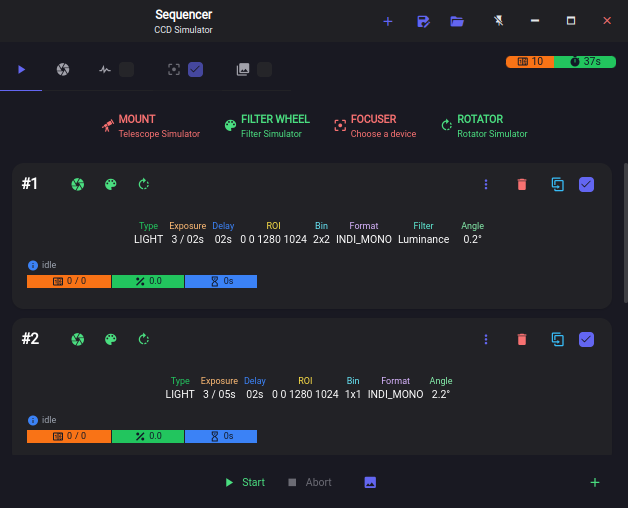 Sequencer
CCD Simulator
10 37s
MOUNT
Telescope Simulator
FILTER WHEEL
Filter Simulator
FOCUSER
Choose a device
ROTATOR
Rotator Simulator
#1
Type Exposure Delay ROI Bin Format Filter Angle
LIGHT 3 / 02s 02s 0 0 1280 1024 2x2 INDI_MONO Luminance 0.2°
idle
0 / 0 0.0 0s
#2
Type Exposure Delay ROI Bin Format Angle
LIGHT 3 / 05s 02s 0 0 1280 1024 1x1 INDI_MONO 2.2°
idle
0 / 0 0.0 0s
Start Abort